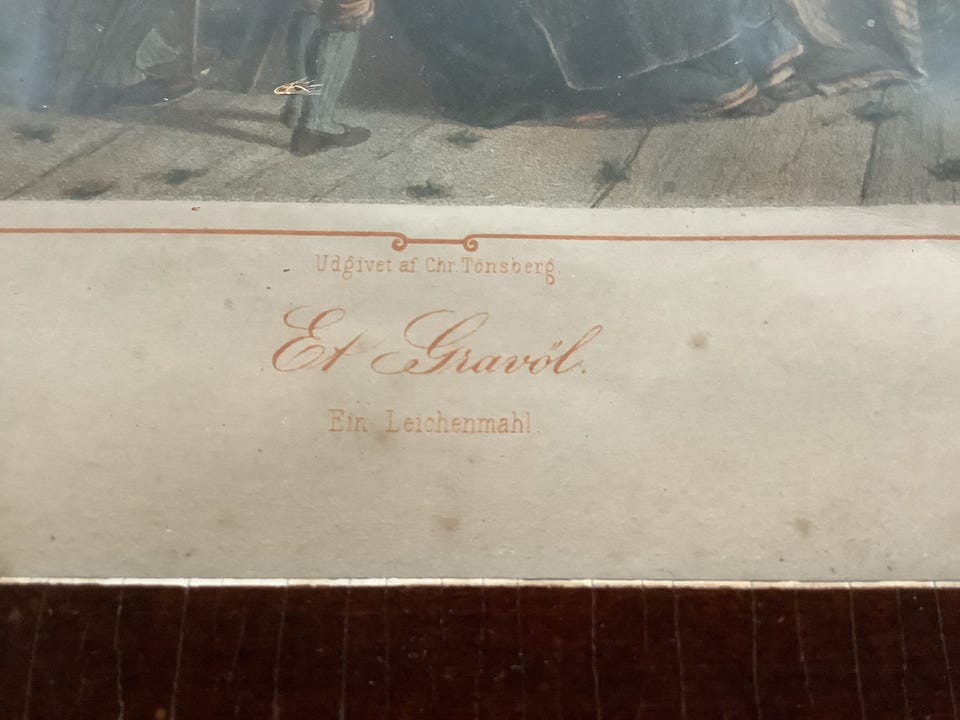 Udgivet af Chr. Tönsberg
Et Gravöl.
Ein Leichenmahl